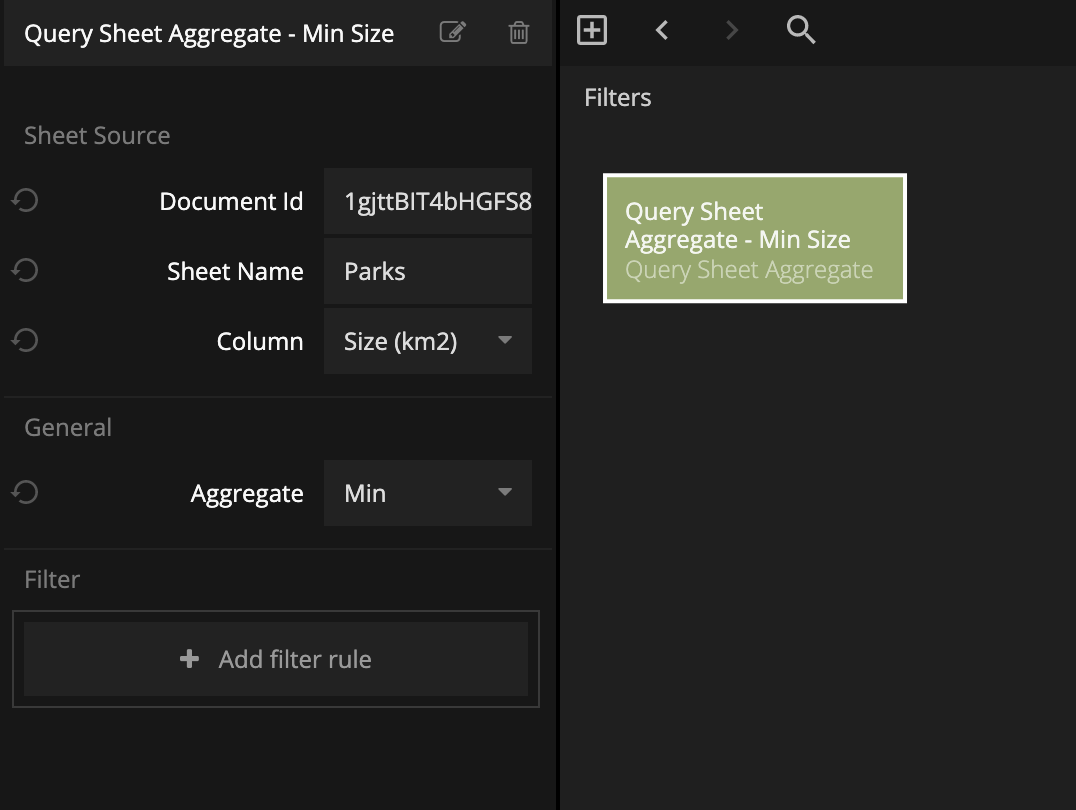 Query Sheet Aggregate - Min Size
Sheet Source
Document Id
1gjttBlT4bHGFS8
Sheet Name
Parks
Column
Size (km2)
General
Aggregate
Min
Filter
Add filter rule
Filters
Query Sheet
Aggregate - Min Size
Query Sheet Aggregate